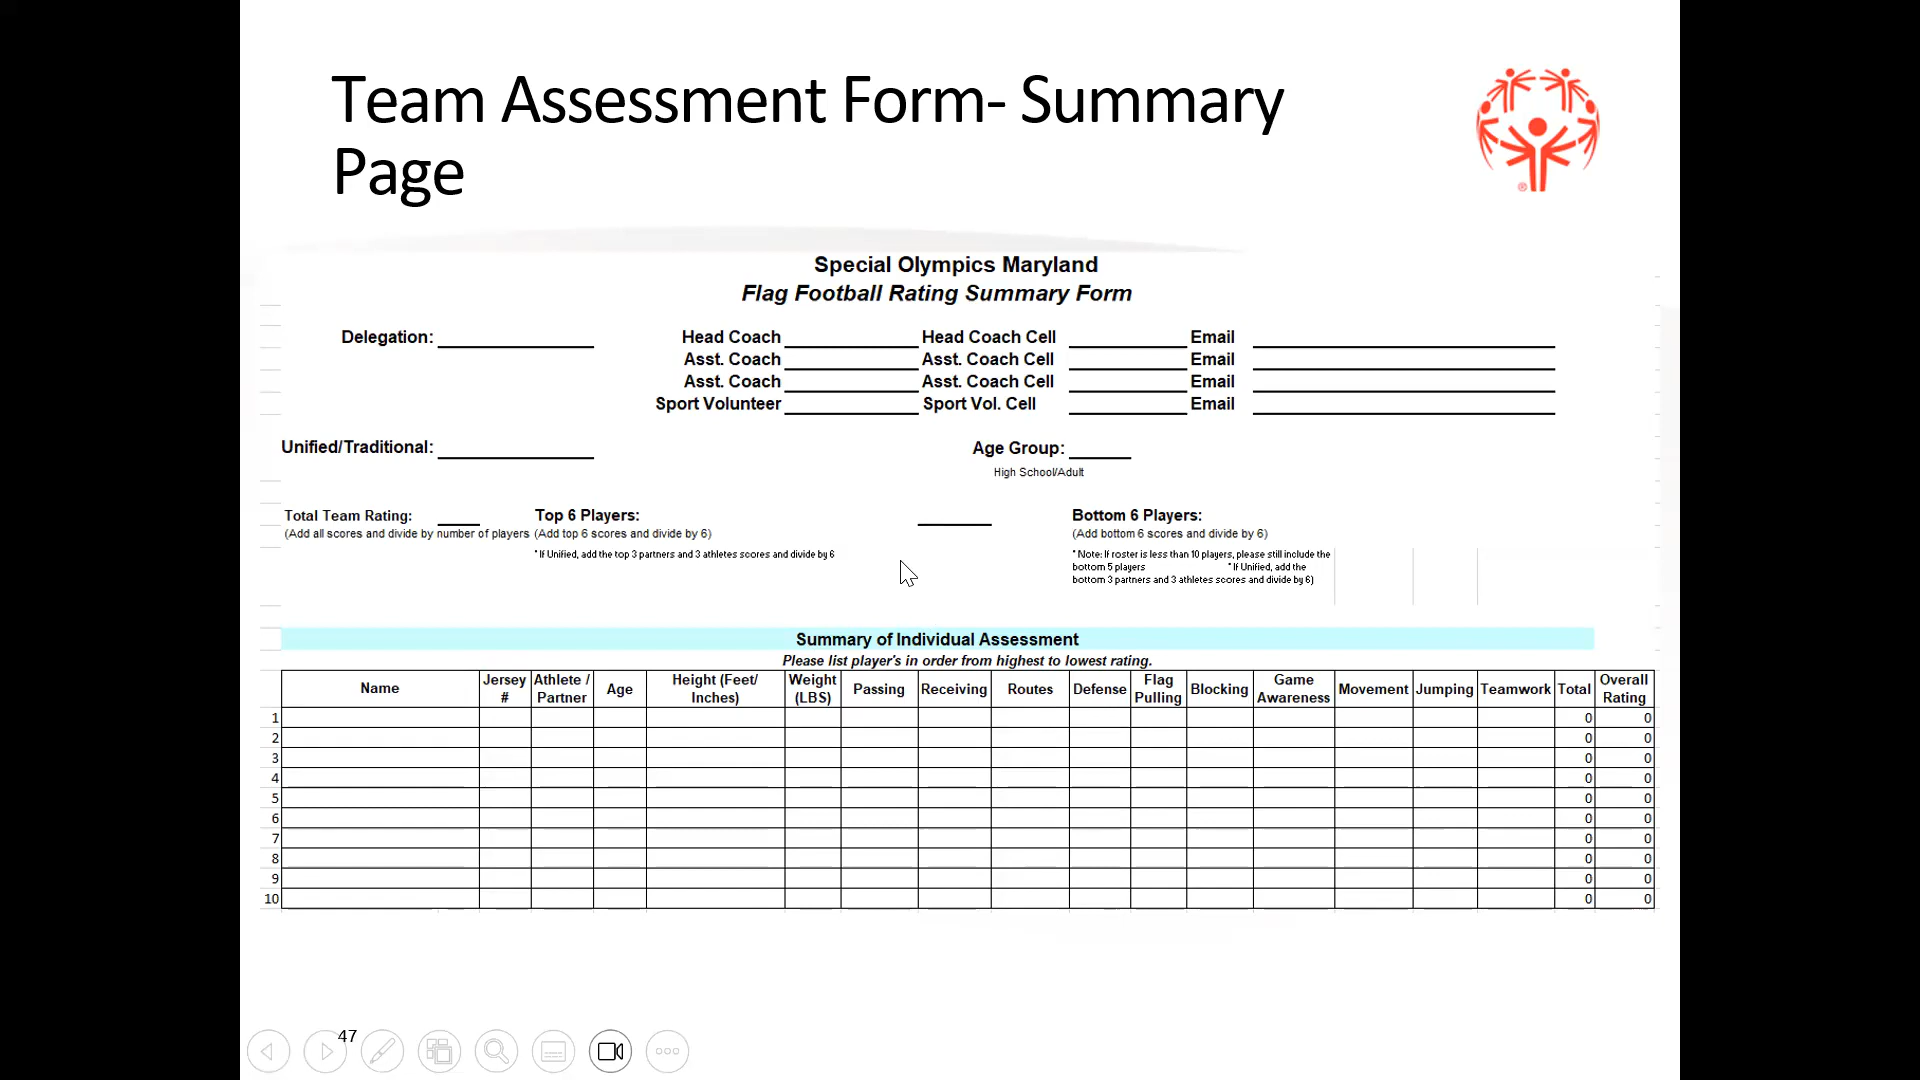 Team Assessment Form- Summary
Page
®
Special Olympics Maryland
Flag Football Rating Summary Form
Delegation: Head Coach Head Coach Cell Email
Asst. Coach Asst. Coach Cell Email
Asst. Coach Asst. Coach Cell Email
Sport Volunteer Sport Vol. Cell Email
Unified/Traditional: Age Group:
High School/Adult
Total Team Rating: Top 6 Players: Bottom 6 Players:
(Add all scores and divide by number of players (Add top 6 scores and divide by 6) (Add bottom 6 scores and divide by 6)
* If Unified, add the top 3 partners and 3 athletes scores and divide by 6
* Note: If roster is less than 10 players, please still include the
bottom 5 players * If Unified, add the
bottom 3 partners and 3 athletes scores and divide by 6)
Summary of Individual Assessment
Please list player's in order from highest to lowest rating.
Name Jersey # Athlete / Partner Age Height (Feet/ Inches) Weight (LBS) Passing Receiving Routes Defense Flag Pulling Blocking Game Awareness Movement Jumping Teamwork Total Overall Rating
1 0 0
2 0 0
3 0 0
4 0 0
5 0 0
6 0 0
7 0 0
8 0 0
9 0 0
10 0 0
47